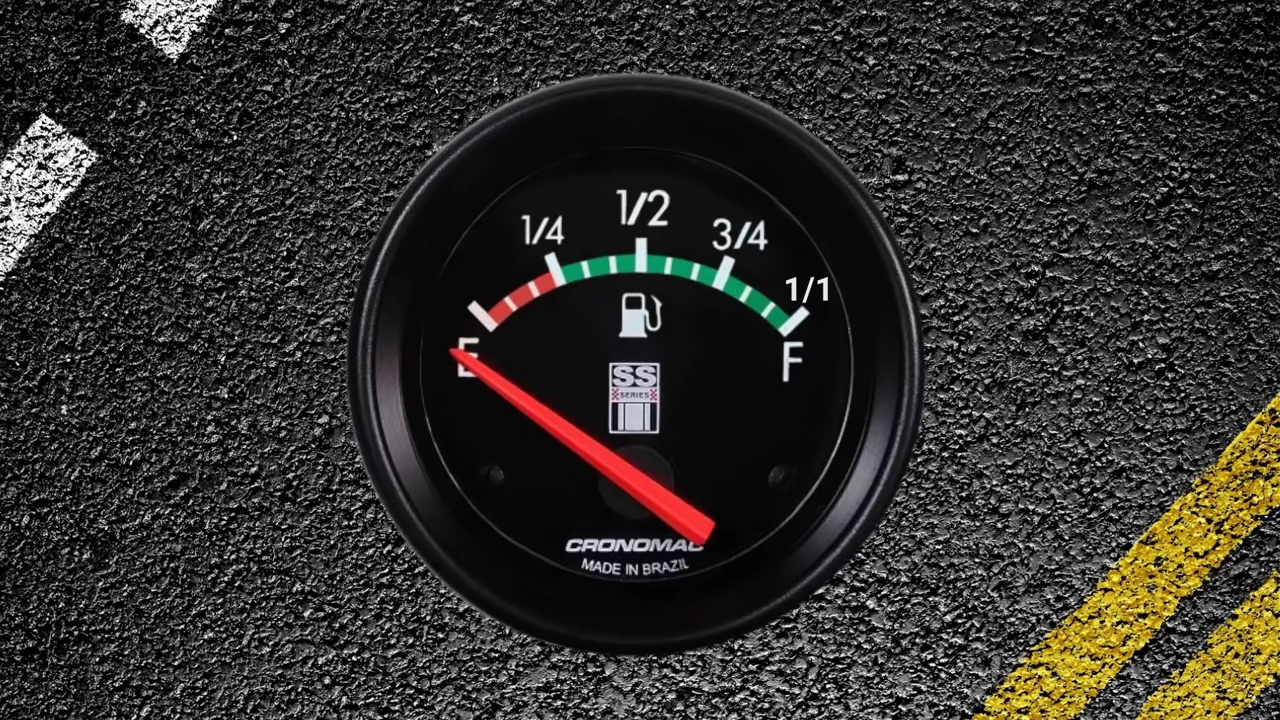 1/4
1/2
3/4
1/1
E
F
SS
SERIES
CRONOMAC
MADE IN BRAZIL